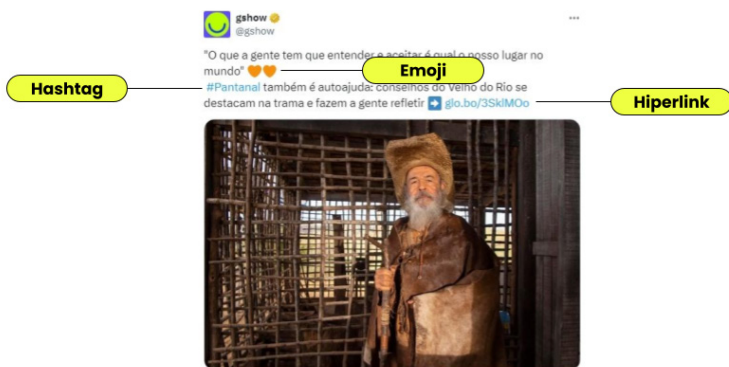 gshow
@gshow
"O que a gente tem que entender e aceitar é qual o nosso lugar no
mundo" 🧡🧡
Emoji
Hashtag
#Pantanal também é autoajuda: conselhos do Velho do Rio se
destacam na trama e fazem a gente refletir ➡️ glo.bo/3SklMOo
Hiperlink